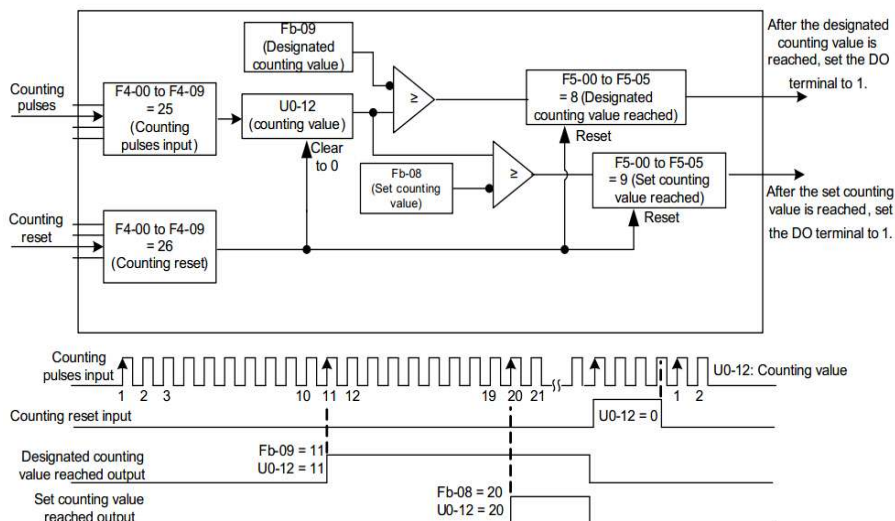 Fb-09
(Designated
counting value)
After the designated
counting value is
reached, set the DO
terminal to 1.
Counting
pulses
F4-00 to F4-09
= 25
(Counting
pulses input)
U0-12
(counting value)
≥
F5-00 to F5-05
= 8 (Designated
counting value reached)
Clear
to 0
Reset
Fb-08
(Set counting
value)
≥
F5-00 to F5-05
= 9 (Set counting
value reached)
After the set counting
value is reached, set
the DO terminal to 1.
Reset
Counting
reset
F4-00 to F4-09
= 26
(Counting reset)
Counting
pulses input
U0-12: Counting value
1 2 3 10 11 12 19 20 21 1 2
Counting reset input
U0-12 = 0
Designated counting
value reached output
Fb-09 = 11
U0-12 = 11
Set counting value
reached output
Fb-08 = 20
U0-12 = 20